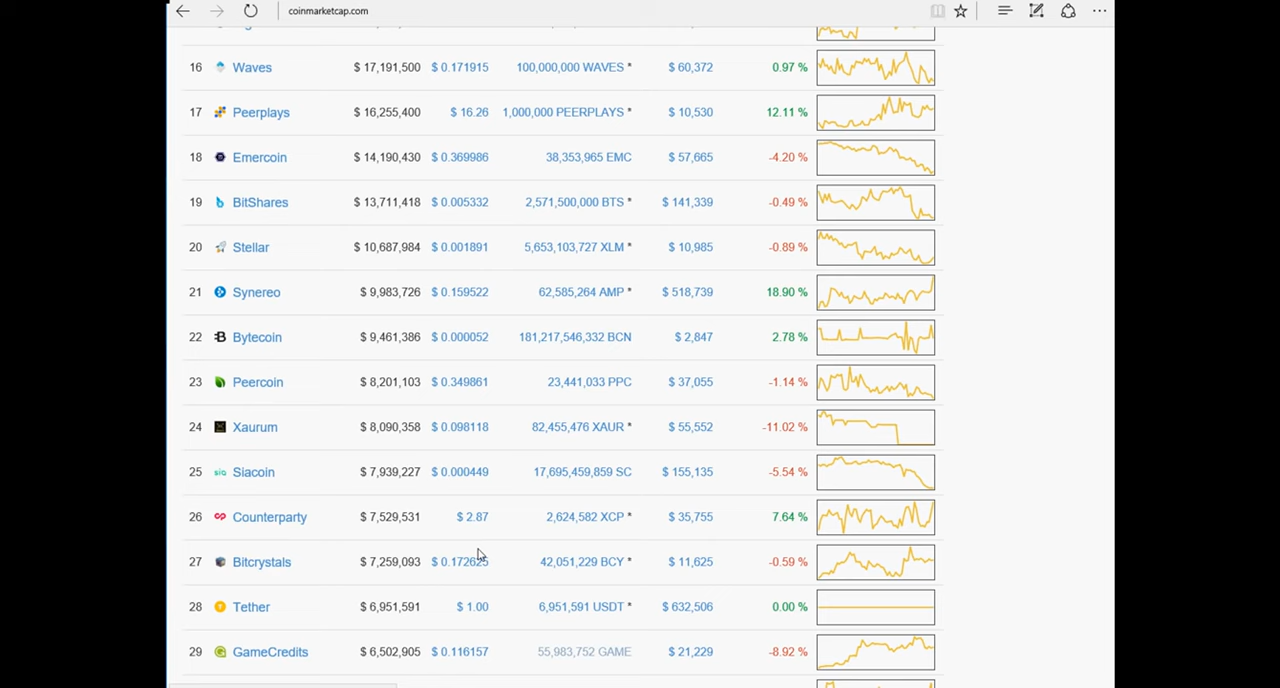 coinmarketcap.com
16 Waves $ 17,191,500 $ 0.171915 100,000,000 WAVES * $ 60,372 0.97 %
17 Peerplays $ 16,255,400 $ 16.26 1,000,000 PEERPLAYS * $ 10,530 12.11 %
18 Emercoin $ 14,190,430 $ 0.369986 38,353,965 EMC $ 57,665 -4.20 %
19 BitShares $ 13,711,418 $ 0.005332 2,571,500,000 BTS * $ 141,339 -0.49 %
20 Stellar $ 10,687,984 $ 0.001891 5,653,103,727 XLM * $ 10,985 -0.89 %
21 Synereo $ 9,983,726 $ 0.159522 62,585,264 AMP * $ 518,739 18.90 %
22 Bytecoin $ 9,461,386 $ 0.000052 181,217,546,332 BCN $ 2,847 2.78 %
23 Peercoin $ 8,201,103 $ 0.349861 23,441,033 PPC $ 37,055 -1.14 %
24 Xaurum $ 8,090,358 $ 0.098118 82,455,476 XAUR * $ 55,552 -11.02 %
25 sia Siacoin $ 7,939,227 $ 0.000449 17,695,459,859 SC $ 155,135 -5.54 %
26 Counterparty $ 7,529,531 $ 2.87 2,624,582 XCP * $ 35,755 7.64 %
27 Bitcrystals $ 7,259,093 $ 0.172625 42,051,229 BCY * $ 11,625 -0.59 %
28 Tether $ 6,951,591 $ 1.00 6,951,591 USDT * $ 632,506 0.00 %
29 GameCredits $ 6,502,905 $ 0.116157 55,983,752 GAME $ 21,229 -8.92 %